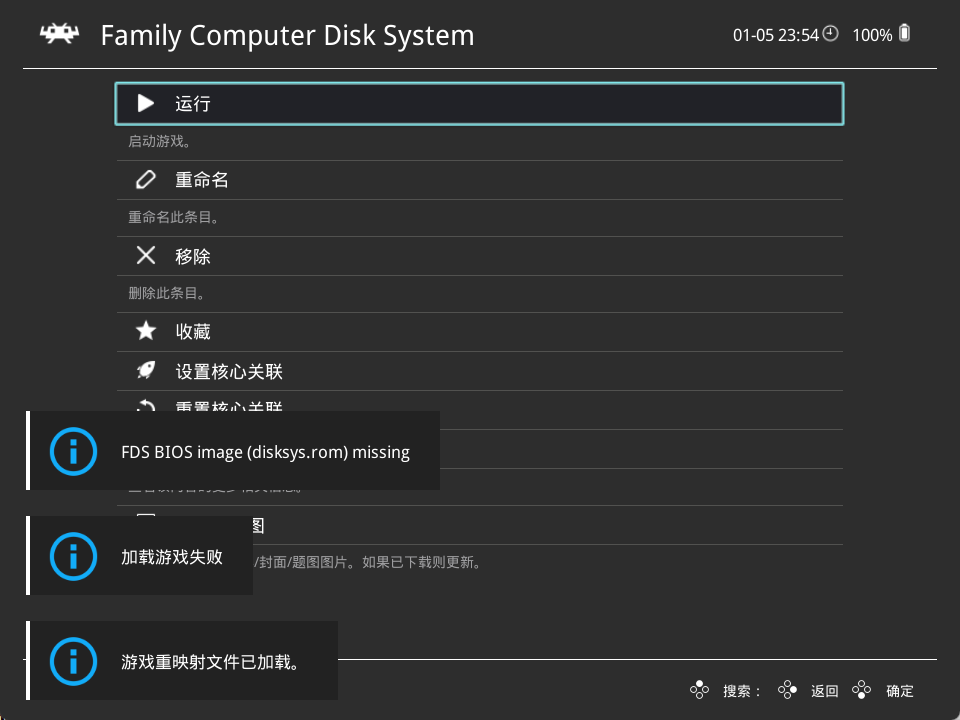 Family Computer Disk System
01-05 23:54 100%
运行
启动游戏。
重命名
重命名此条目。
移除
删除此条目。
收藏
设置核心关联
重置核心关联
FDS BIOS image (disksys.rom) missing
图
加载游戏失败
/封面/题图图片。如果已下载则更新。
游戏重映射文件已加载。
搜索： 返回 确定